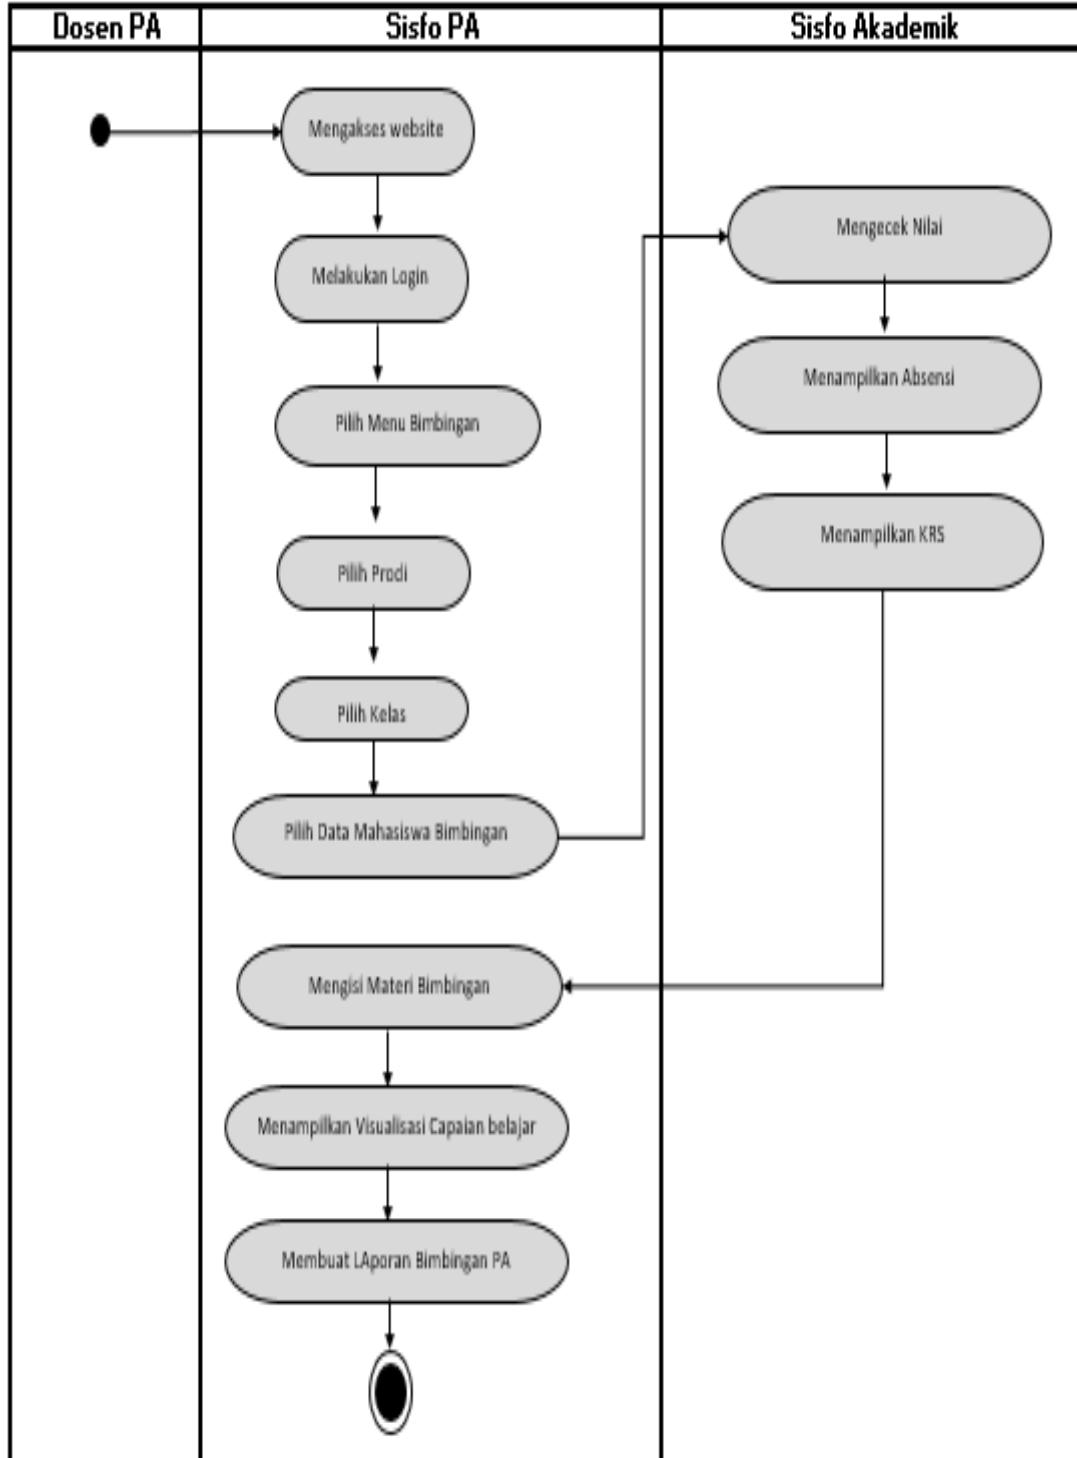 Dosen PA
Sisfo PA
Sisfo Akademik
Mengakses website
Melakukan Login
Pilih Menu Bimbingan
Pilih Prodi
Pilih Kelas
Pilih Data Mahasiswa Bimbingan
Mengecek Nilai
Menampilkan Absensi
Menampilkan KRS
Mengisi Materi Bimbingan
Menampilkan Visualisasi Capaian belajar
Membuat LAporan Bimbingan PA